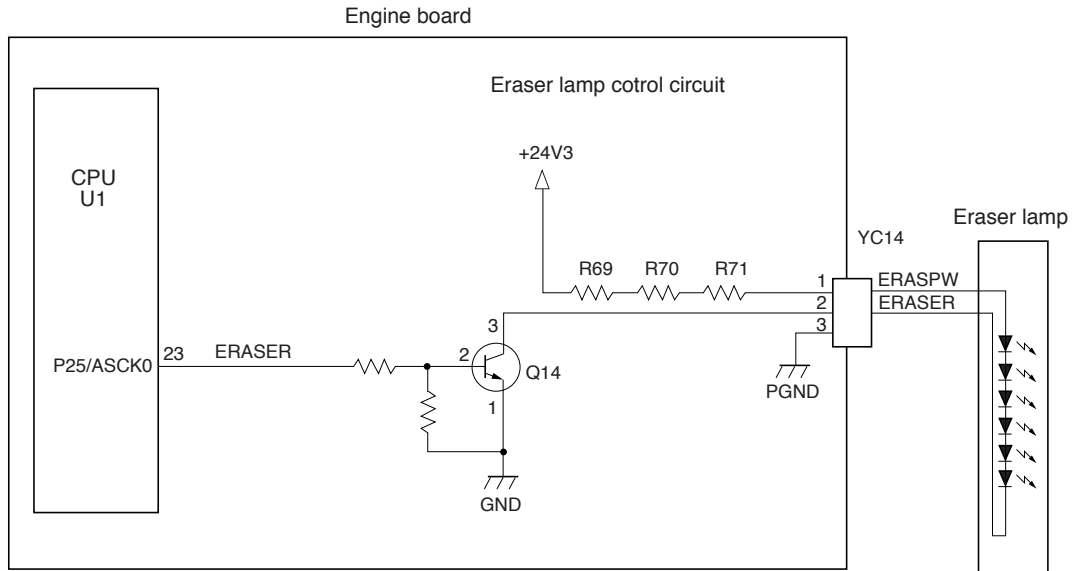 Engine board
Eraser lamp cotrol circuit
CPU
U1
+24V3
Eraser lamp
YC14
R69 R70 R71
1 ERASPW
2 ERASER
3
3
P25/ASCK0 23 ERASER
2
Q14
1
PGND
GND